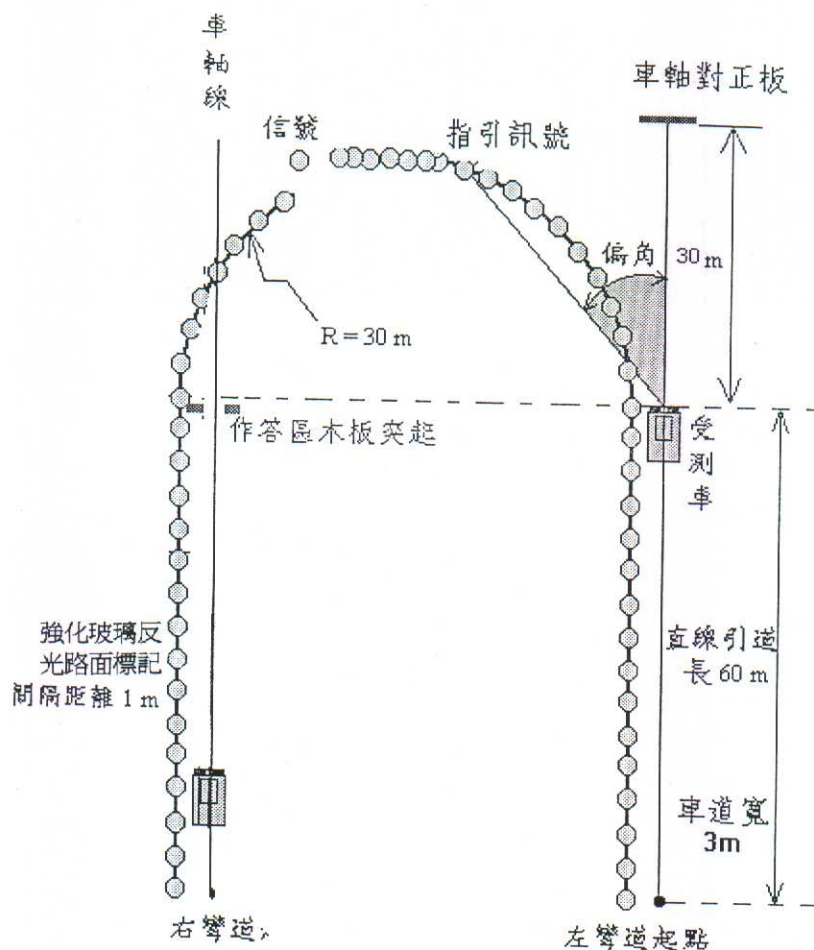 車
軸
線
車軸對正板
信號
指引訊號
偏角
30 m
R = 30 m
作答區木板突起
受
測
車
強化玻璃反
光路面標記
間隔距離 1 m
直線引道
長 60 m
車道寬
3m
右彎道
左彎道起點